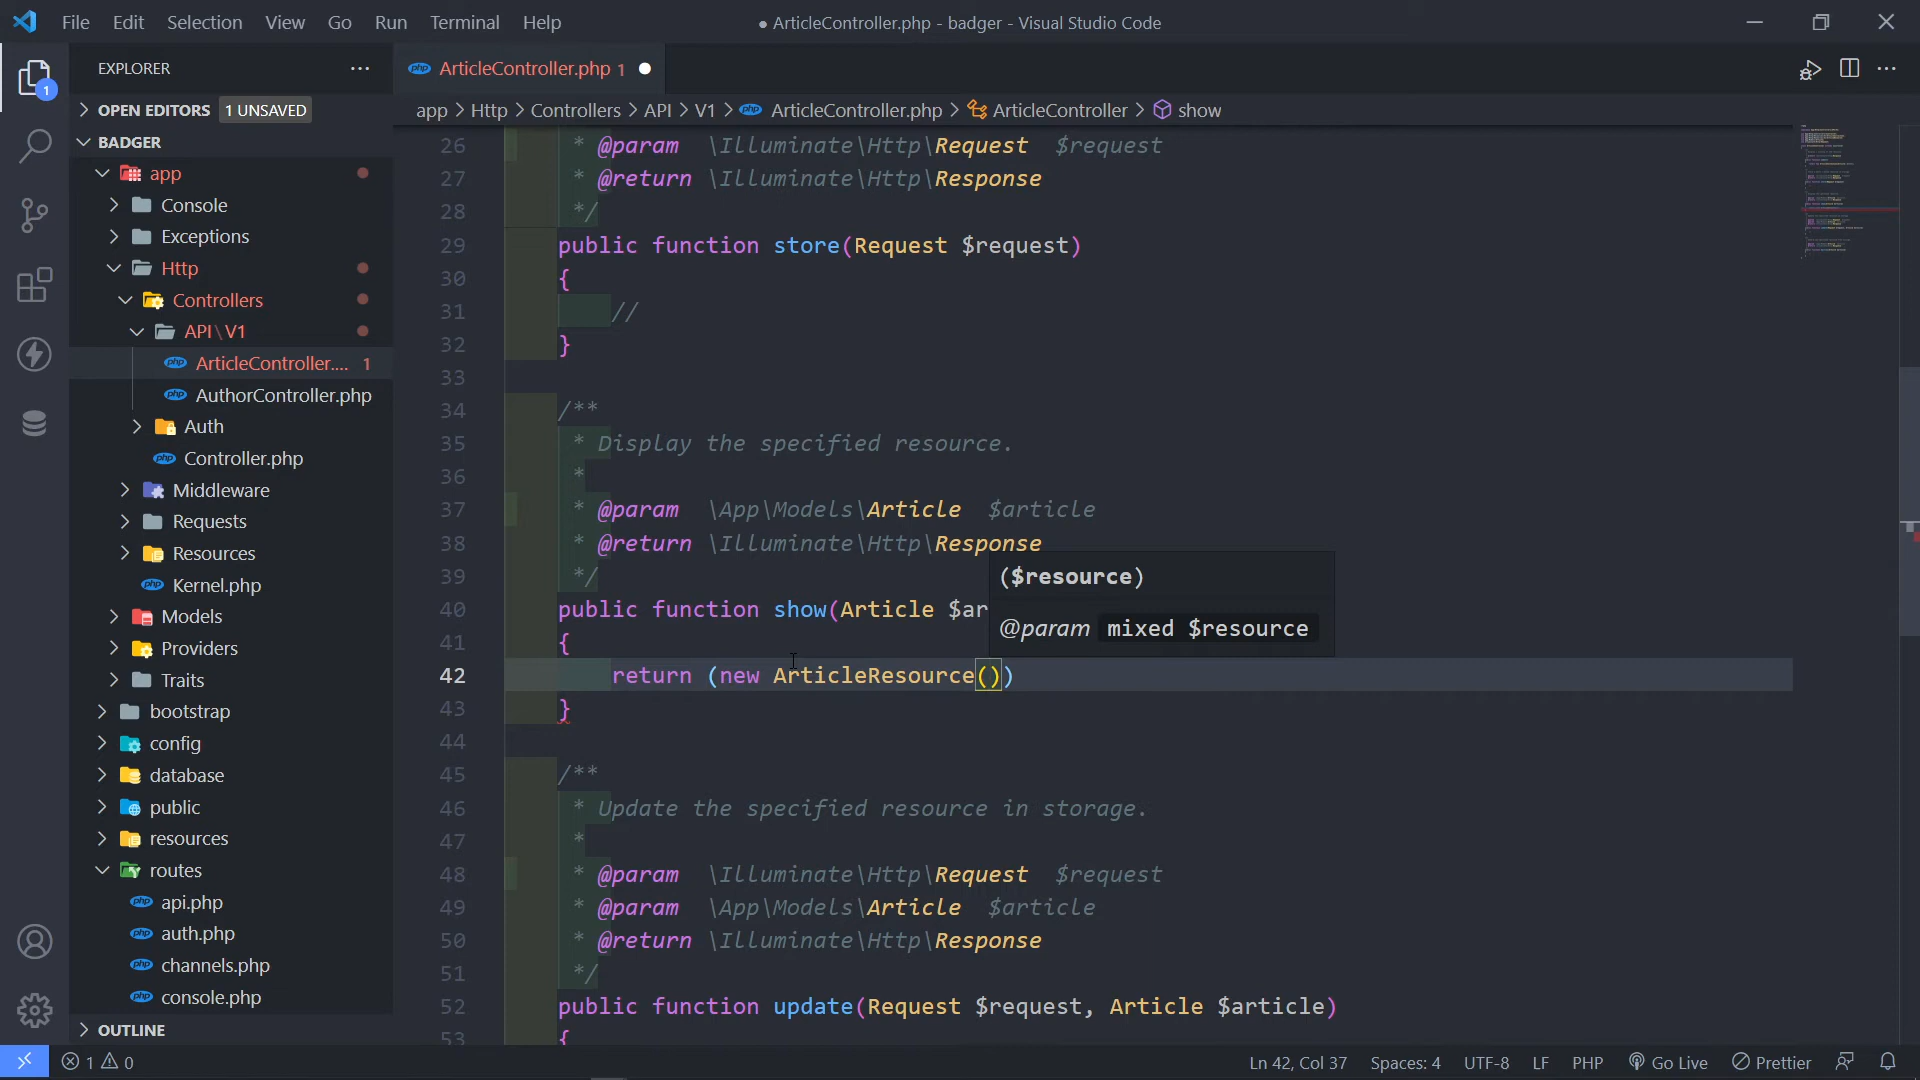 File Edit Selection View Go Run Terminal Help
● ArticleController.php - badger - Visual Studio Code
EXPLORER
1
OPEN EDITORS 1 UNSAVED
BADGER
app
Console
Exceptions
Http
Controllers
API\V1
ArticleController.... 1
AuthorController.php
Auth
Controller.php
Middleware
Requests
Resources
Kernel.php
Models
Providers
Traits
bootstrap
config
database
public
resources
routes
api.php
auth.php
channels.php
console.php
OUTLINE
php ArticleController.php 1
app > Http > Controllers > API > V1 > php ArticleController.php > ArticleController > show
26 * @param \Illuminate\Http\Request $request
27 * @return \Illuminate\Http\Response
28 */
29 public function store(Request $request)
30 {
31 //
32 }
33
34 /**
35 * Display the specified resource.
36 *
37 * @param \App\Models\Article $article
38 * @return \Illuminate\Http\Response
39 */
40 public function show(Article $ar
41 {
42 return (new ArticleResource())
43 }
44
45 /**
46 * Update the specified resource in storage.
47 *
48 * @param \Illuminate\Http\Request $request
49 * @param \App\Models\Article $article
50 * @return \Illuminate\Http\Response
51 */
52 public function update(Request $request, Article $article)
53 {
($resource)
@param mixed $resource
1 0
Ln 42, Col 37 Spaces: 4 UTF-8 LF PHP Go Live Prettier